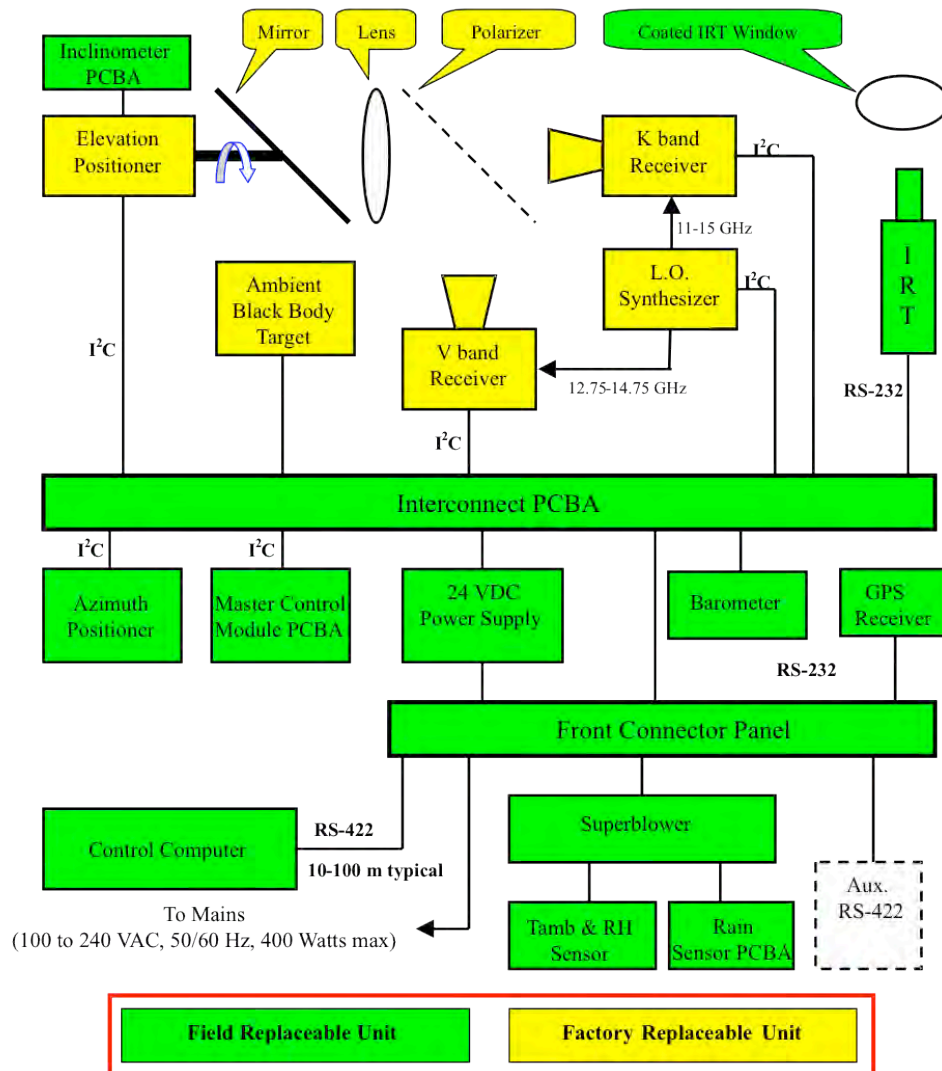 Mirror
Lens
Polarizer
Coated IRT Window
Inclinometer
PCBA
Elevation
Positioner
K band
Receiver
I²C
11-15 GHz
I
R
T
L.O.
Synthesizer
I²C
Ambient
Black Body
Target
V band
Receiver
I²C
12.75-14.75 GHz
RS-232
I²C
Interconnect PCBA
I²C
I²C
Azimuth
Positioner
Master Control
Module PCBA
24 VDC
Power Supply
Barometer
GPS
Receiver
RS-232
Front Connector Panel
Control Computer
RS-422
10-100 m typical
Superblower
Aux.
RS-422
To Mains
(100 to 240 VAC, 50/60 Hz, 400 Watts max)
Tamb & RH
Sensor
Rain
Sensor PCBA
Field Replaceable Unit
Factory Replaceable Unit